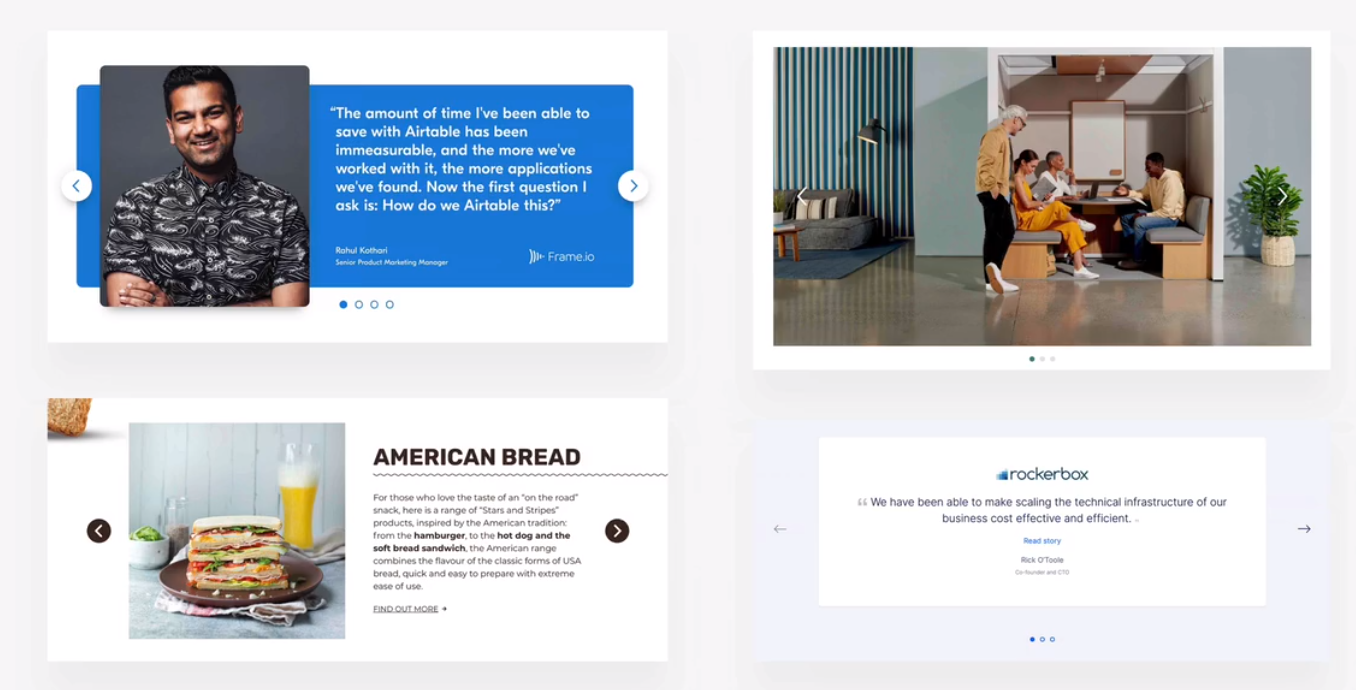 “The amount of time I've been able to
save with Airtable has been
immeasurable, and the more we've
worked with it, the more applications
we've found. Now the first question I
ask is: How do we Airtable this?”
Rahul Kothari
Senior Product Marketing Manager
Frame.io
AMERICAN BREAD
For those who love the taste of an “on the road”
snack, here is a range of “Stars and Stripes”
products, inspired by the American tradition:
from the hamburger, to the hot dog and the
soft bread sandwich, the American range
combines the flavour of the classic forms of USA
bread, quick and easy to prepare with extreme
ease of use.
FIND OUT MORE
rockerbox
“We have been able to make scaling the technical infrastructure of our
business cost effective and efficient.”
Read story
Rick O'Toole
Co-founder and CTO